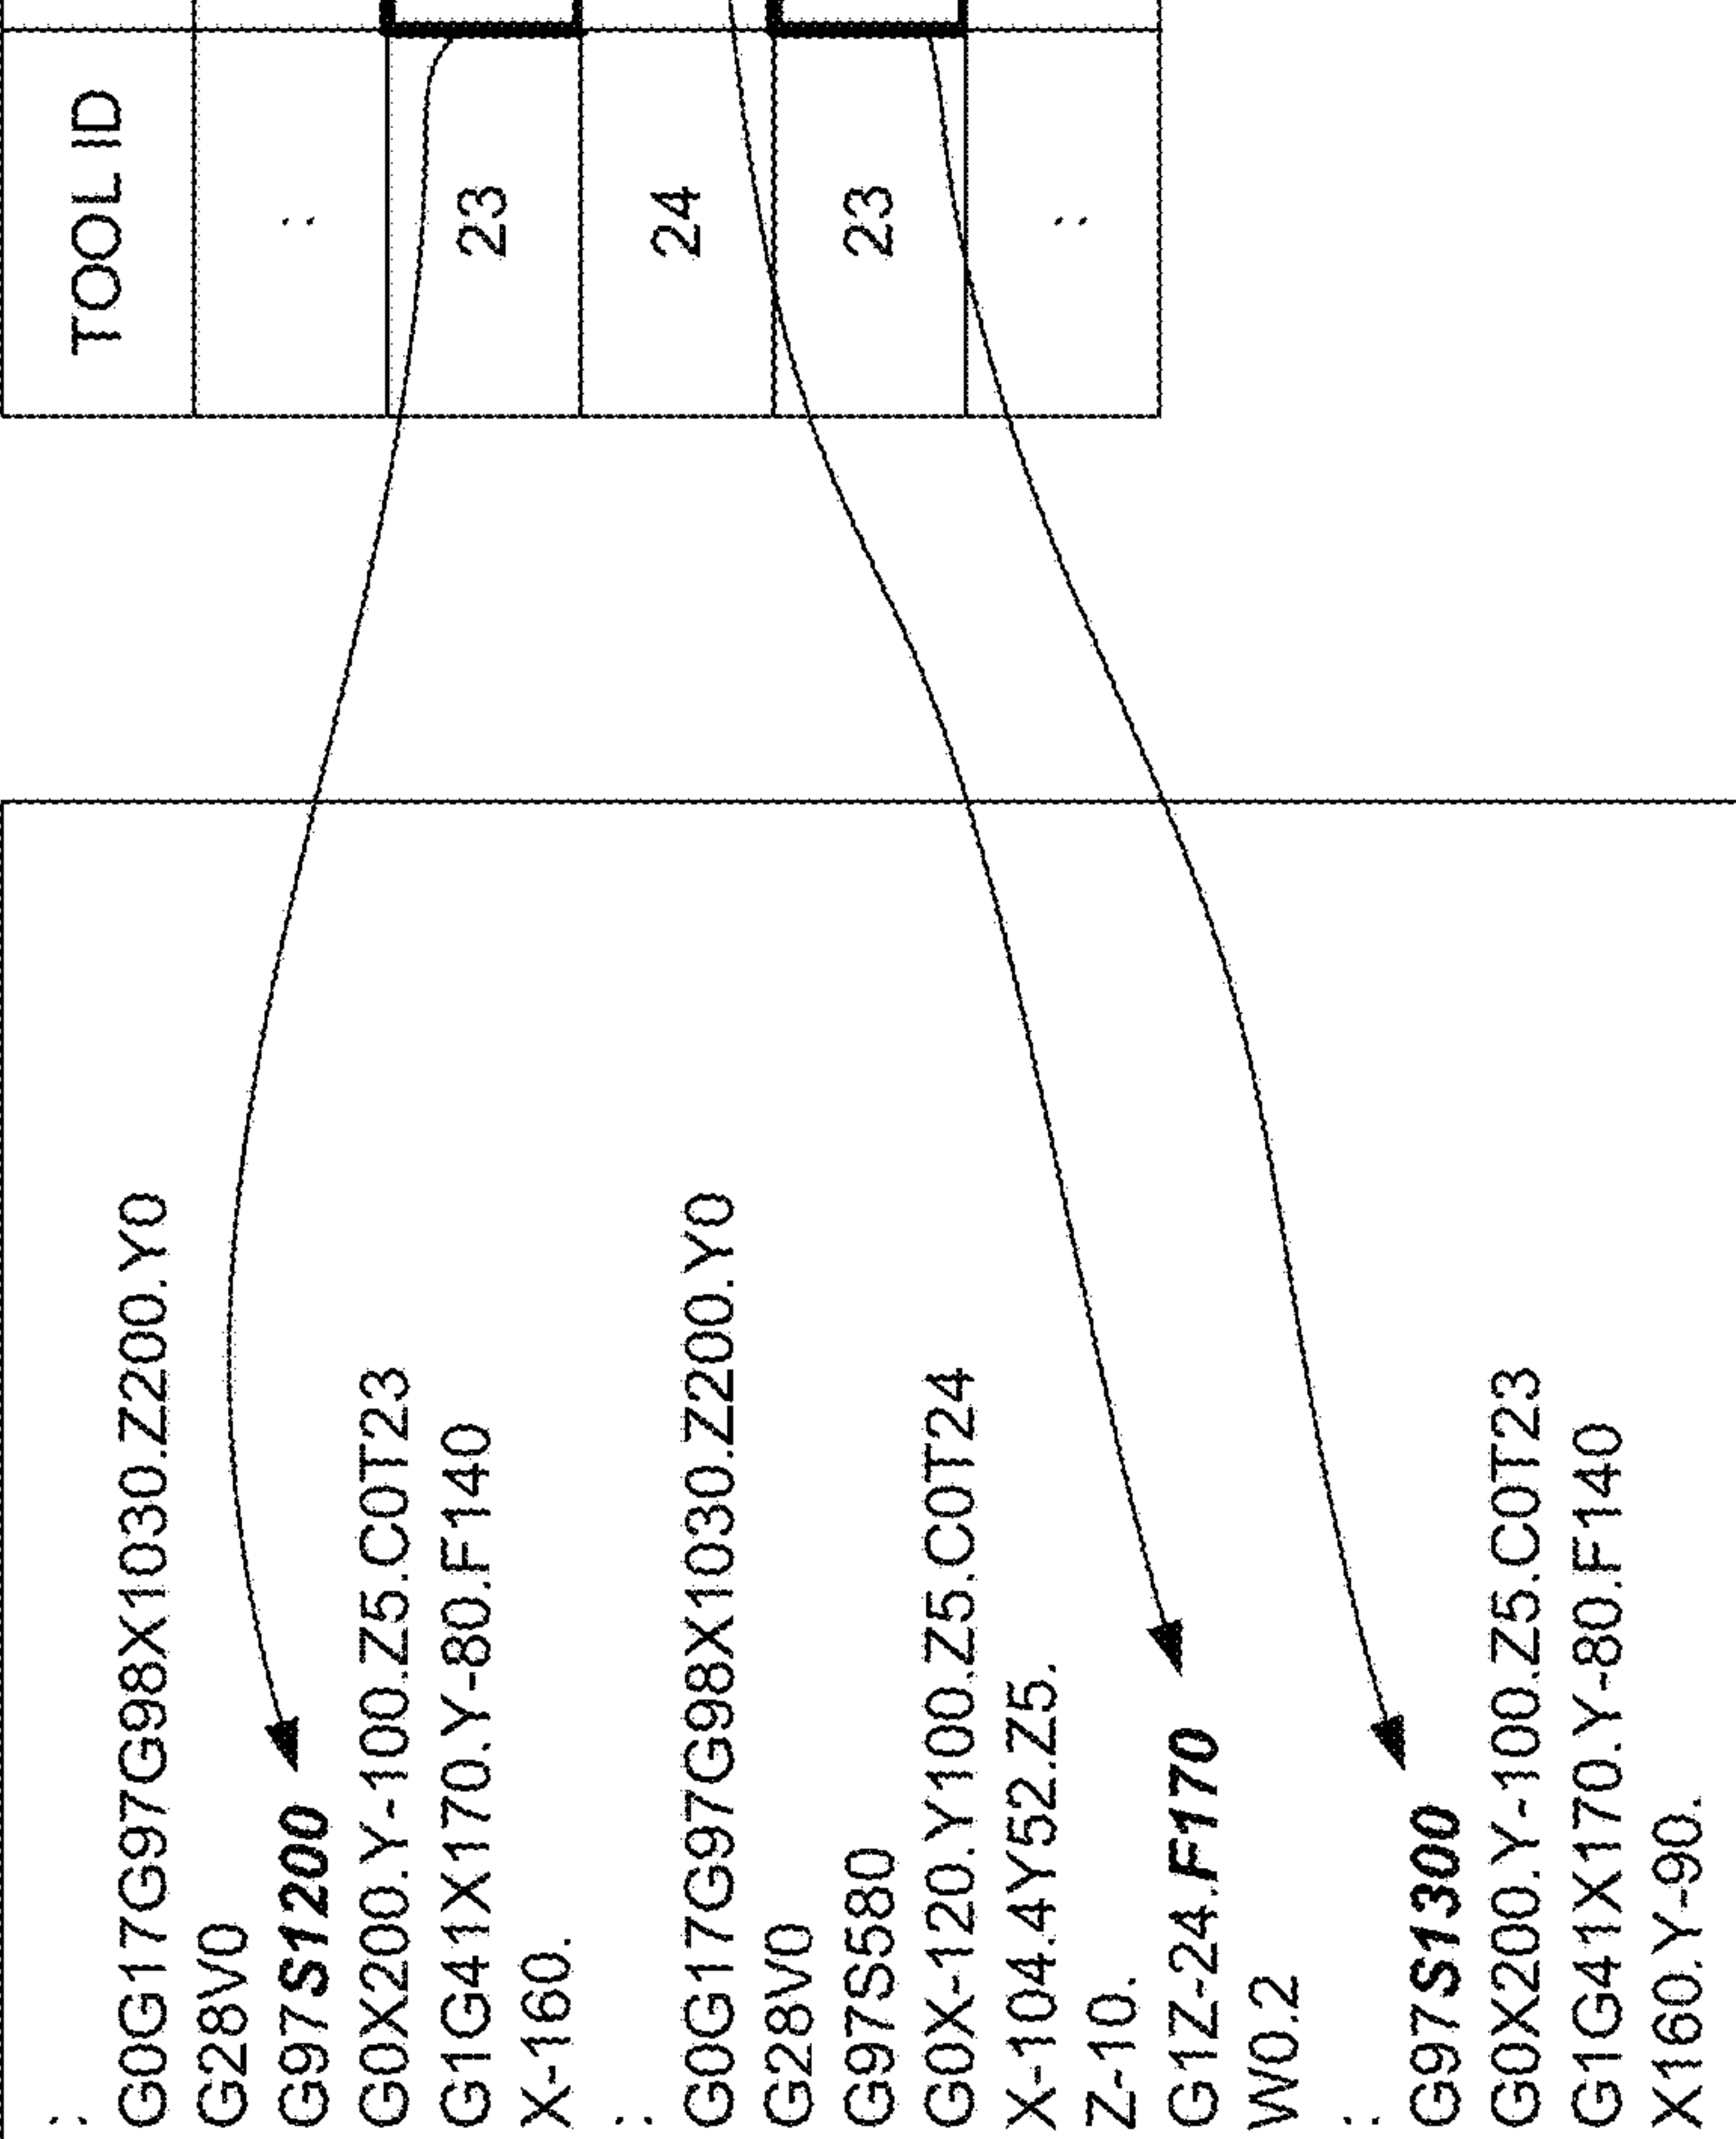 TOOL ID
:
23
24
23
:
:
G0G17G97G98X1030.Z200.Y0
G28V0
G97S1200
G0X200.Y-100.Z5.C0T23
G1G41X170.Y-80.F140
X-160.
:
G0G17G97G98X1030.Z200.Y0
G28V0
G97S580
G0X-120.Y100.Z5.C0T24
X-104.4Y52.Z5.
Z-10.
G1Z-24.F170
W0.2
:
G97S1300
G0X200.Y-100.Z5.C0T23
G1G41X170.Y-80.F140
X160.Y-90.